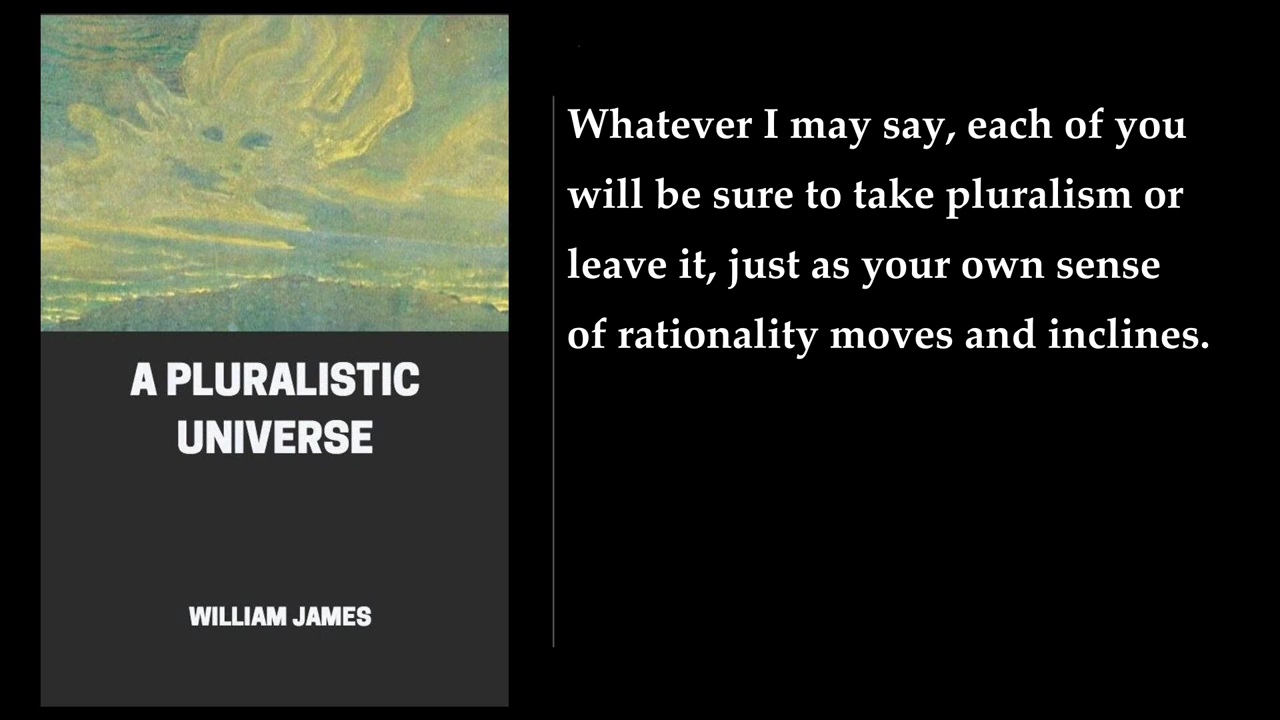 A PLURALISTIC
UNIVERSE
WILLIAM JAMES
Whatever I may say, each of you
will be sure to take pluralism or
leave it, just as your own sense
of rationality moves and inclines.